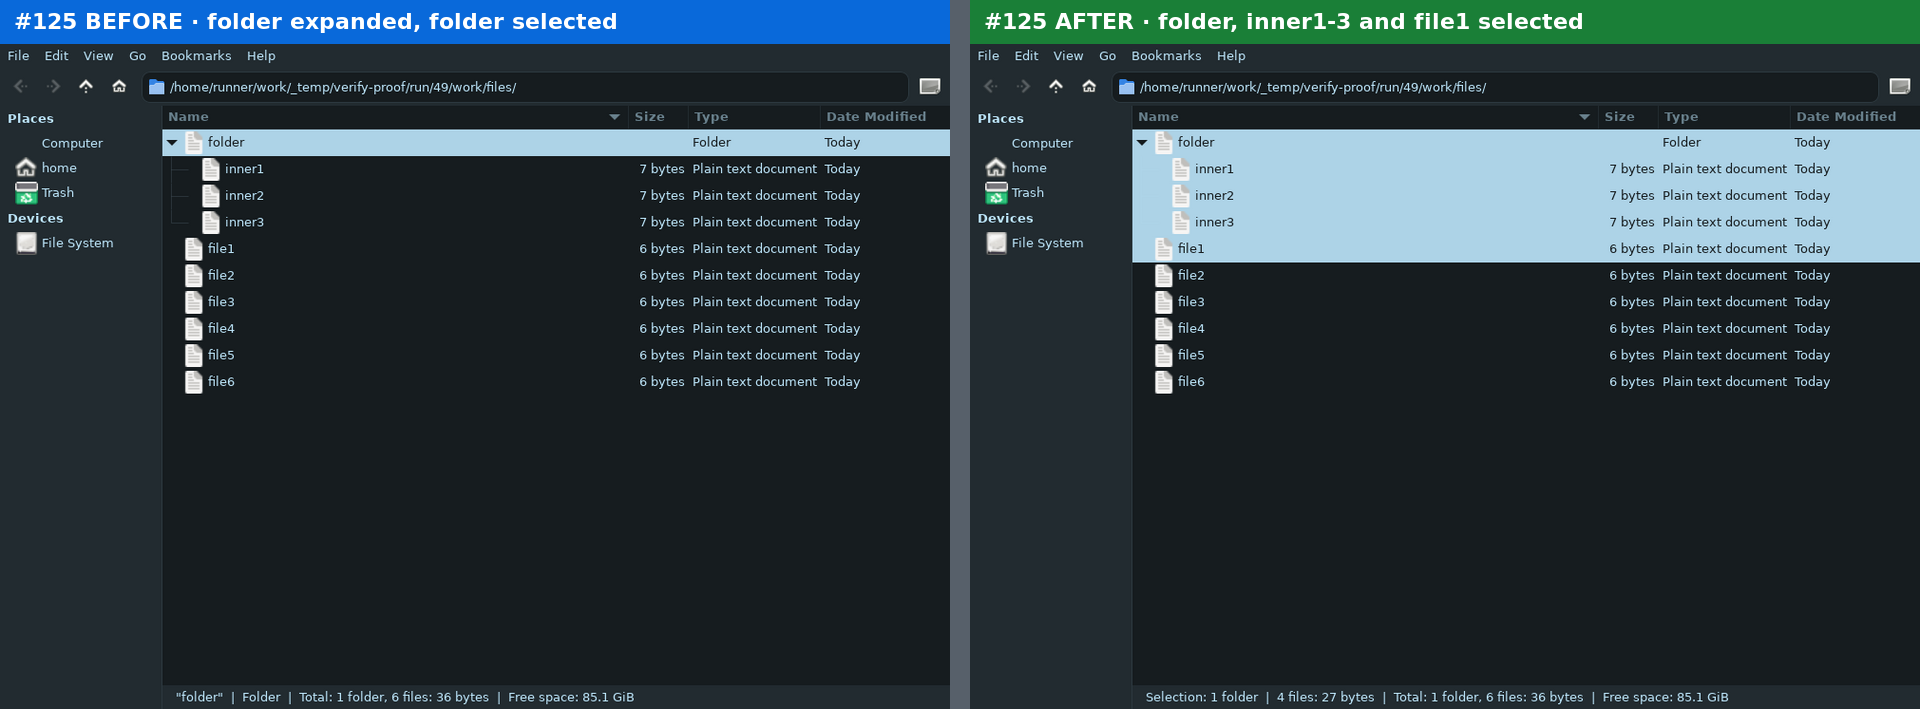 #125 BEFORE · folder expanded, folder selected
File Edit View Go Bookmarks Help
/home/runner/work/_temp/verify-proof/run/49/work/files/
Places
Computer
home
Trash
Devices
File System
Name Size Type Date Modified
folder Folder Today
inner1 7 bytes Plain text document Today
inner2 7 bytes Plain text document Today
inner3 7 bytes Plain text document Today
file1 6 bytes Plain text document Today
file2 6 bytes Plain text document Today
file3 6 bytes Plain text document Today
file4 6 bytes Plain text document Today
file5 6 bytes Plain text document Today
file6 6 bytes Plain text document Today
"folder" | Folder | Total: 1 folder, 6 files: 36 bytes | Free space: 85.1 GiB
#125 AFTER · folder, inner1-3 and file1 selected
File Edit View Go Bookmarks Help
/home/runner/work/_temp/verify-proof/run/49/work/files/
Places
Computer
home
Trash
Devices
File System
Name Size Type Date Modified
folder Folder Today
inner1 7 bytes Plain text document Today
inner2 7 bytes Plain text document Today
inner3 7 bytes Plain text document Today
file1 6 bytes Plain text document Today
file2 6 bytes Plain text document Today
file3 6 bytes Plain text document Today
file4 6 bytes Plain text document Today
file5 6 bytes Plain text document Today
file6 6 bytes Plain text document Today
Selection: 1 folder | 4 files: 27 bytes | Total: 1 folder, 6 files: 36 bytes | Free space: 85.1 GiB